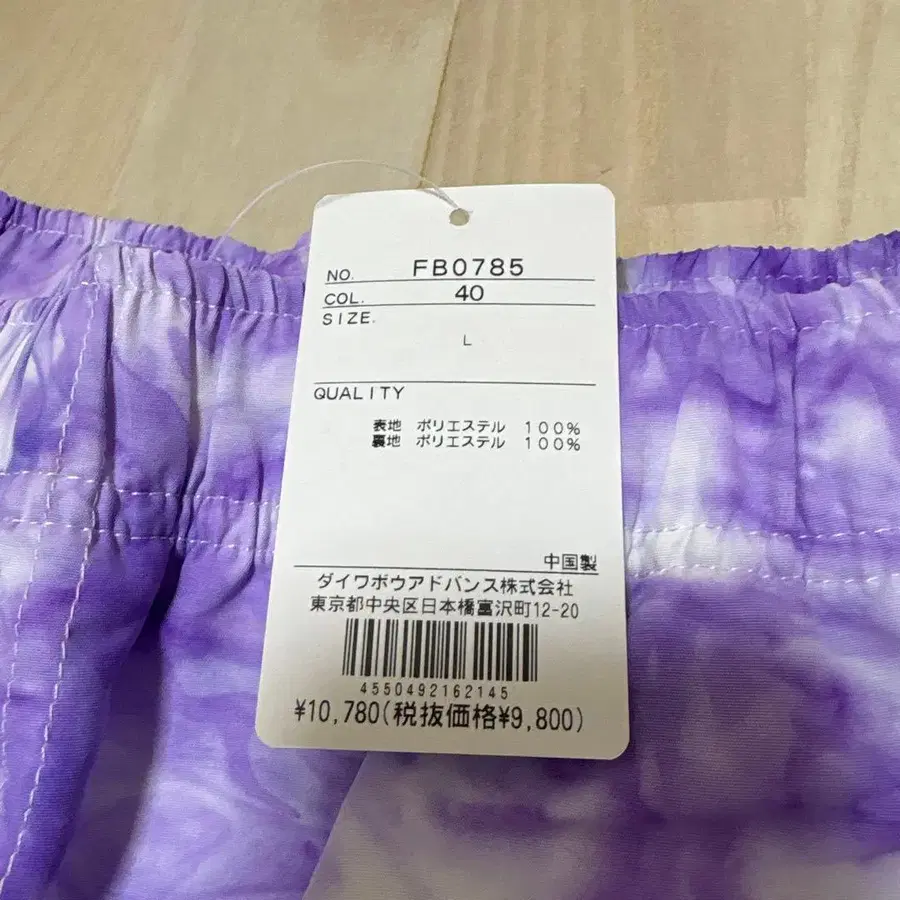 NO. FB0785
COL. 40
SIZE.
L
QUALITY
表地 ポリエステル 100%
裏地 ポリエステル 100%
中国製
ダイワボウアドバンス株式会社
東京都中央区日本橋富沢町12-20
4550492162145
¥10,780(税抜価格¥9,800)